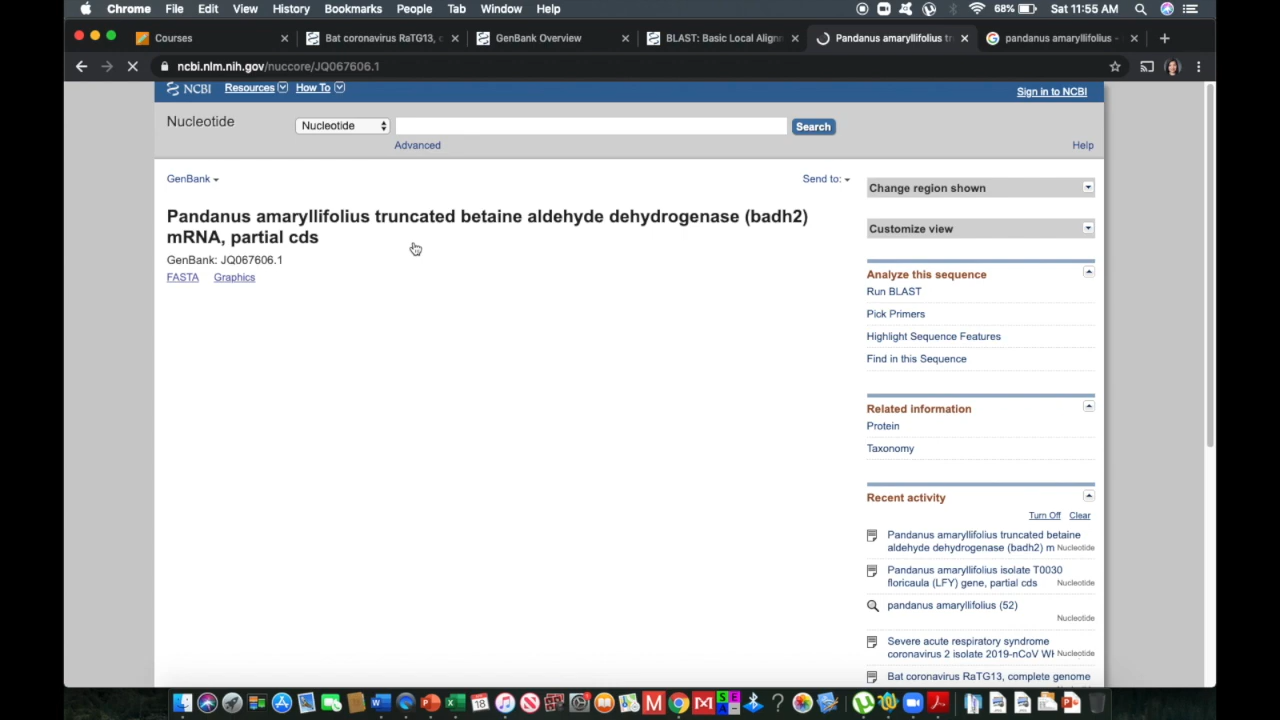 Chrome File Edit View History Bookmarks People Tab Window Help 68% Sat 11:55 AM
Courses Bat coronavirus RaTG13, c GenBank Overview BLAST: Basic Local Align Pandanus amaryllifolius tr pandanus amaryllifolius -
ncbi.nlm.nih.gov/nuccore/JQ067606.1
NCBI Resources How To Sign in to NCBI
Nucleotide Nucleotide Search
Advanced Help
GenBank Send to:
Pandanus amaryllifolius truncated betaine aldehyde dehydrogenase (badh2)
mRNA, partial cds
GenBank: JQ067606.1
FASTA Graphics
Change region shown
Customize view
Analyze this sequence
Run BLAST
Pick Primers
Highlight Sequence Features
Find in this Sequence
Related information
Protein
Taxonomy
Recent activity
Turn Off Clear
Pandanus amaryllifolius truncated betaine
aldehyde dehydrogenase (badh2) m Nucleotide
Pandanus amaryllifolius isolate T0030
floricaula (LFY) gene, partial cds Nucleotide
pandanus amaryllifolius (52)
Nucleotide
Severe acute respiratory syndrome
coronavirus 2 isolate 2019-nCoV WH Nucleotide
Bat coronavirus RaTG13, complete genome